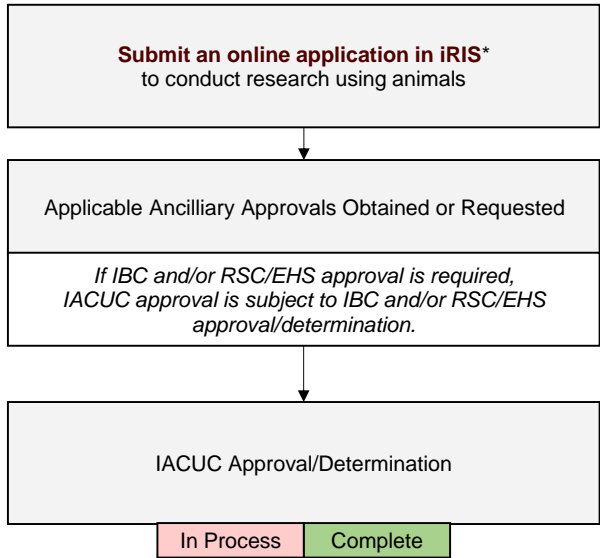 Submit an online application in iRIS*
to conduct research using animals
Applicable Ancilliary Approvals Obtained or Requested
If IBC and/or RSC/EHS approval is required,
IACUC approval is subject to IBC and/or RSC/EHS
approval/determination.
IACUC Approval/Determination
In Process
Complete